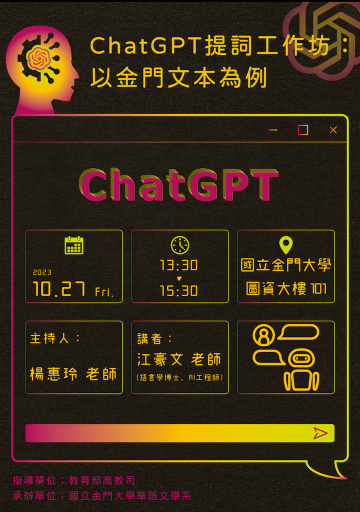 ChatGPT提詞工作坊：
以金門文本為例
ChatGPT
2023
10.27 Fri.
13:30
15:30
國立金門大學
圖資大樓 101
主持人：
楊惠玲 老師
講者：
江豪文 老師
(語言學博士、AI工程師)
指導單位：教育部高教司
承辦單位：國立金門大學華語文學系